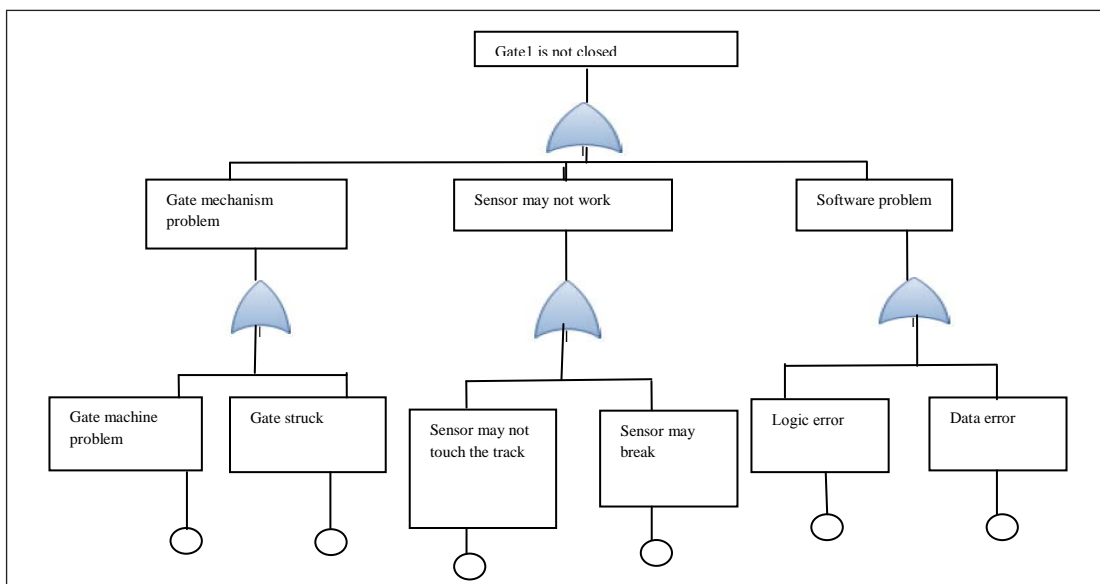 Gate1 is not closed
Gate mechanism
problem
Sensor may not work
Software problem
Gate machine
problem
Gate struck
Sensor may not
touch the track
Sensor may
break
Logic error
Data error